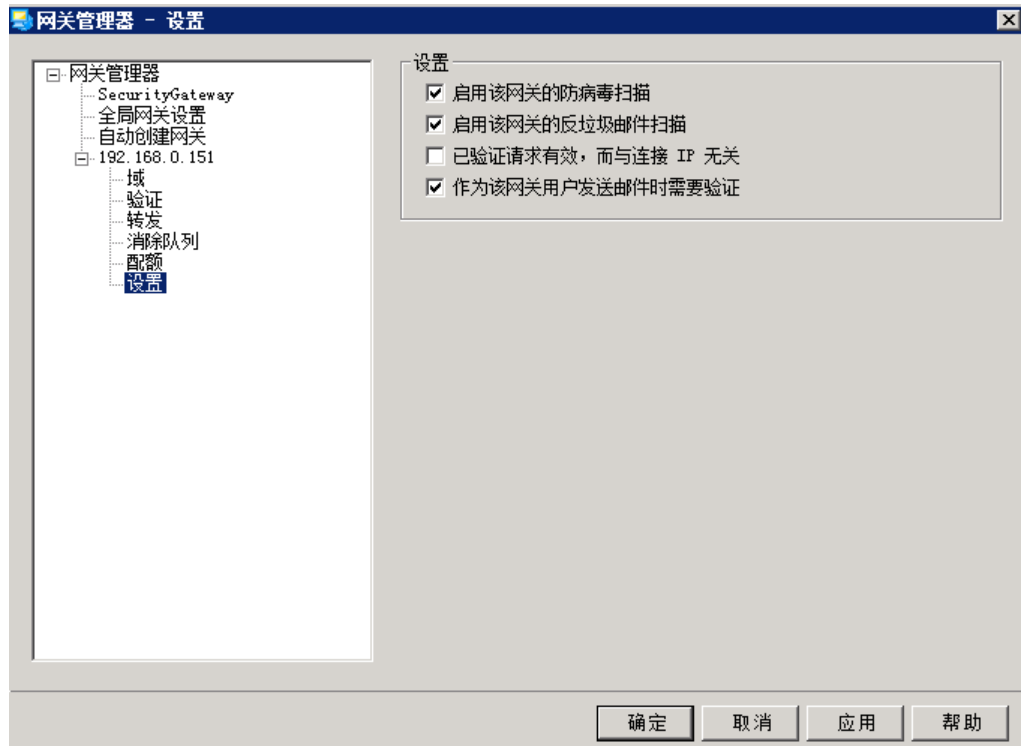 网关管理器 - 设置
网关管理器
SecurityGateway
全局网关设置
自动创建网关
192.168.0.151
域
验证
转发
消除队列
配额
设置
设置
启用该网关的防病毒扫描
启用该网关的反垃圾邮件扫描
已验证请求有效，而与连接 IP 无关
作为该网关用户发送邮件时需要验证
确定
取消
应用
帮助